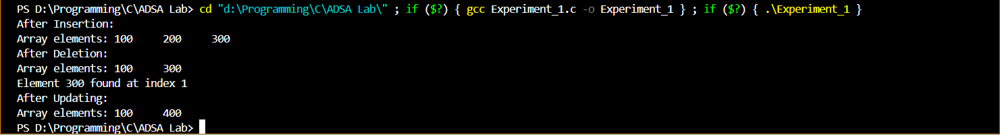 PS D:\Programming\C\ADSA Lab> cd "d:\Programming\C\ADSA Lab\" ; if ($?) { gcc Experiment_1.c -o Experiment_1 } ; if ($?) { .\Experiment_1 }
After Insertion:
Array elements: 100     200     300
After Deletion:
Array elements: 100     300
Element 300 found at index 1
After Updating:
Array elements: 100     400
PS D:\Programming\C\ADSA Lab>